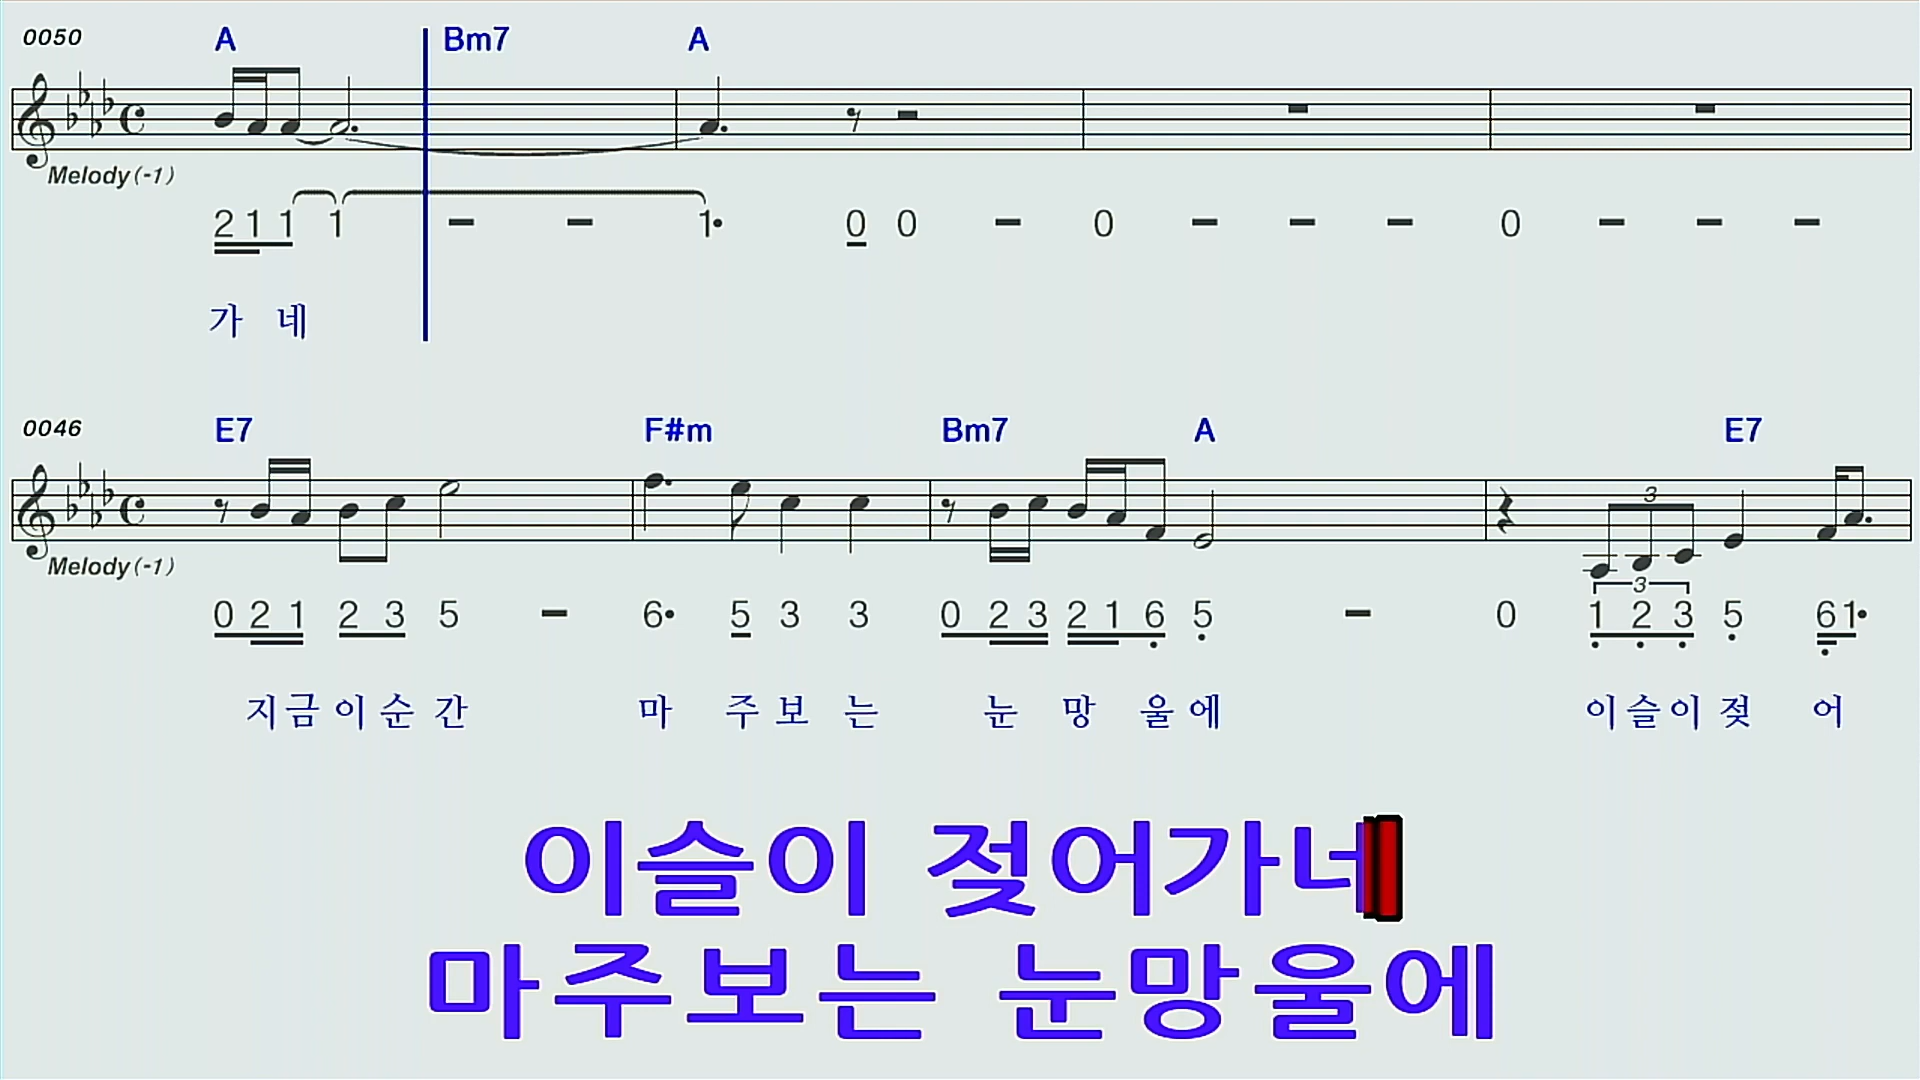 0050 A Bm7 A
Melody(-1)
2 1 1 1 - - 1· 0 0 - 0 - - - 0 - - -
가 네
0046 E7 F#m Bm7 A E7
3
Melody(-1)
3
0 2 1 2 3 5 - 6· 5 3 3 0 2 3 2 1 6 5 - 0 1 2 3 5 6 1·
지금이순간 마 주보는 눈망울에 이슬이젖 어
이슬이 젖어가네
마주보는 눈망울에